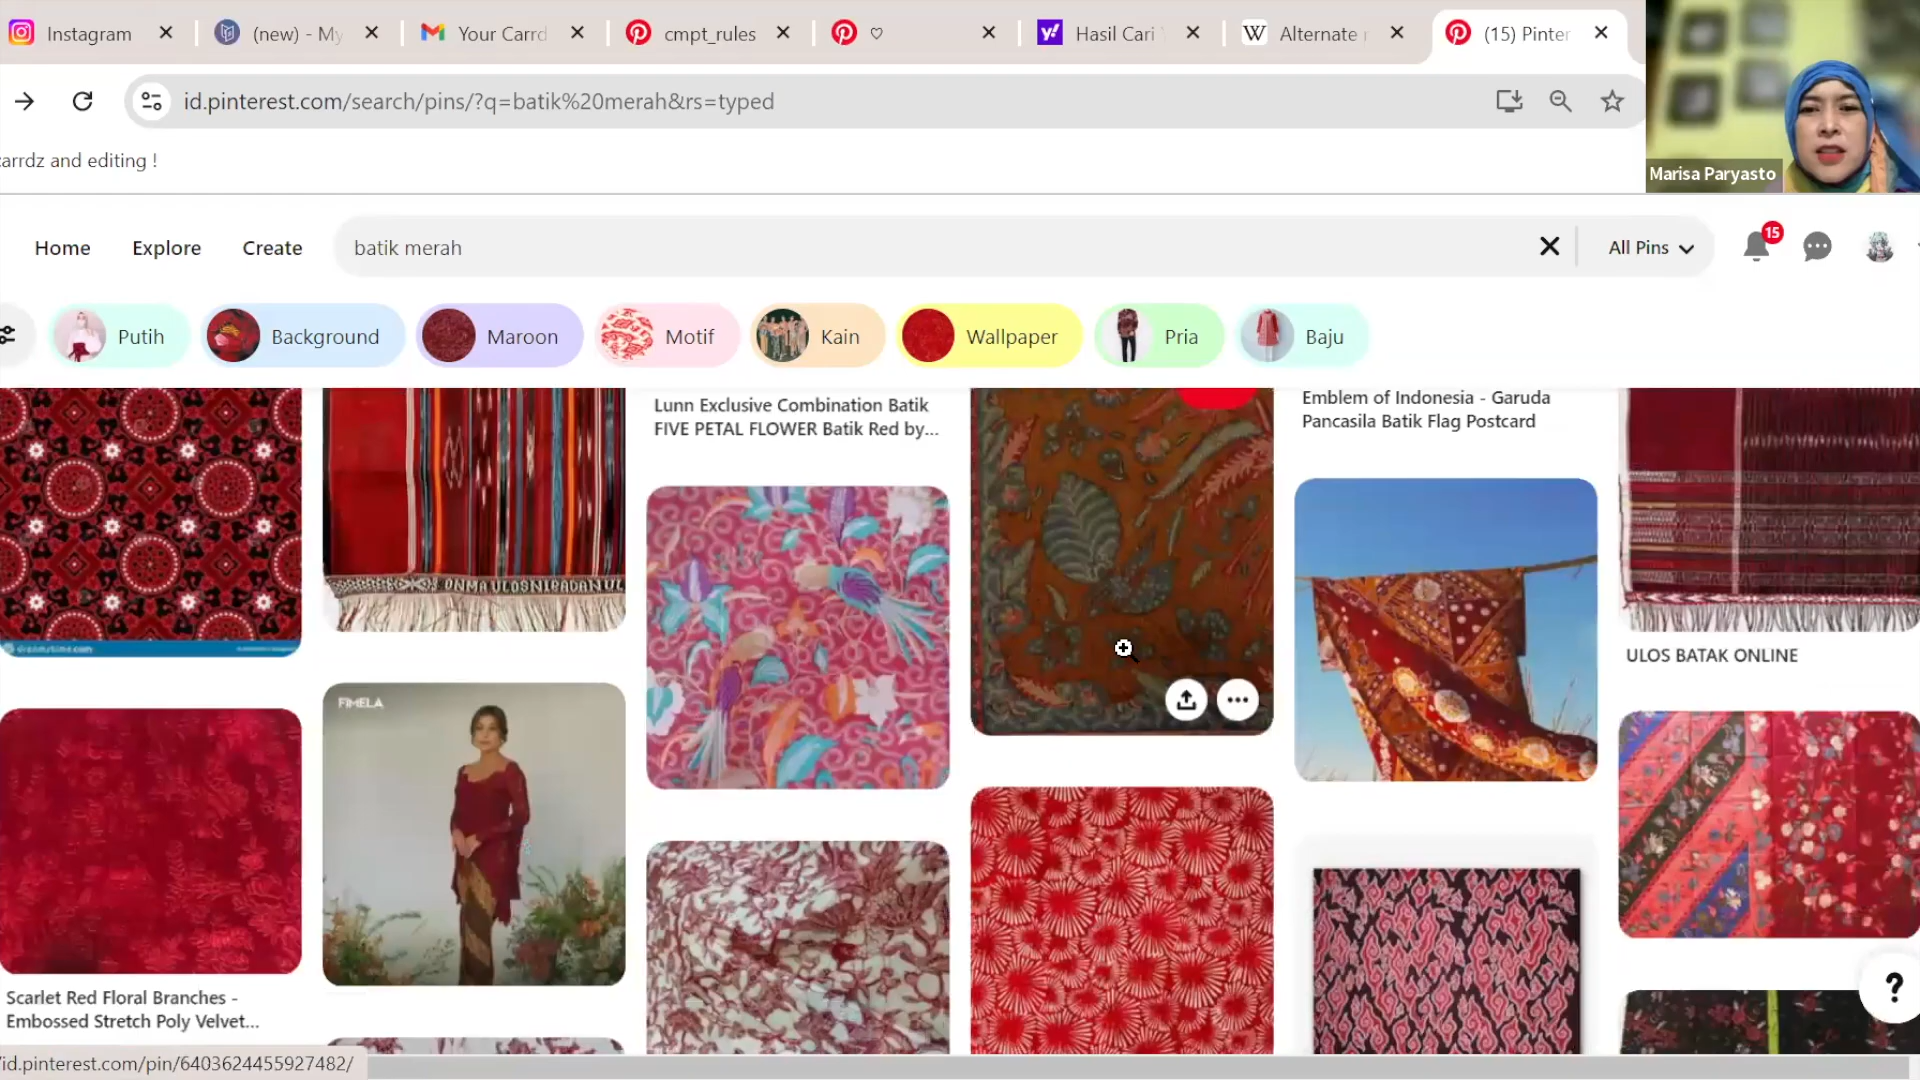 Instagram
(new) - My
Your Carrd
cmpt_rules
♡
Hasil Cari
Alternate
(15) Pinter
id.pinterest.com/search/pins/?q=batik%20merah&rs=typed
carrdz and editing !
Marisa Paryasto
Home
Explore
Create
batik merah
All Pins
15
Putih
Background
Maroon
Motif
Kain
Wallpaper
Pria
Baju
Lunn Exclusive Combination Batik
FIVE PETAL FLOWER Batik Red by...
Emblem of Indonesia - Garuda
Pancasila Batik Flag Postcard
dreamstime.com
ULOS BATAK ONLINE
FIMELA
Scarlet Red Floral Branches -
Embossed Stretch Poly Velvet...
?
/id.pinterest.com/pin/6403624455927482/